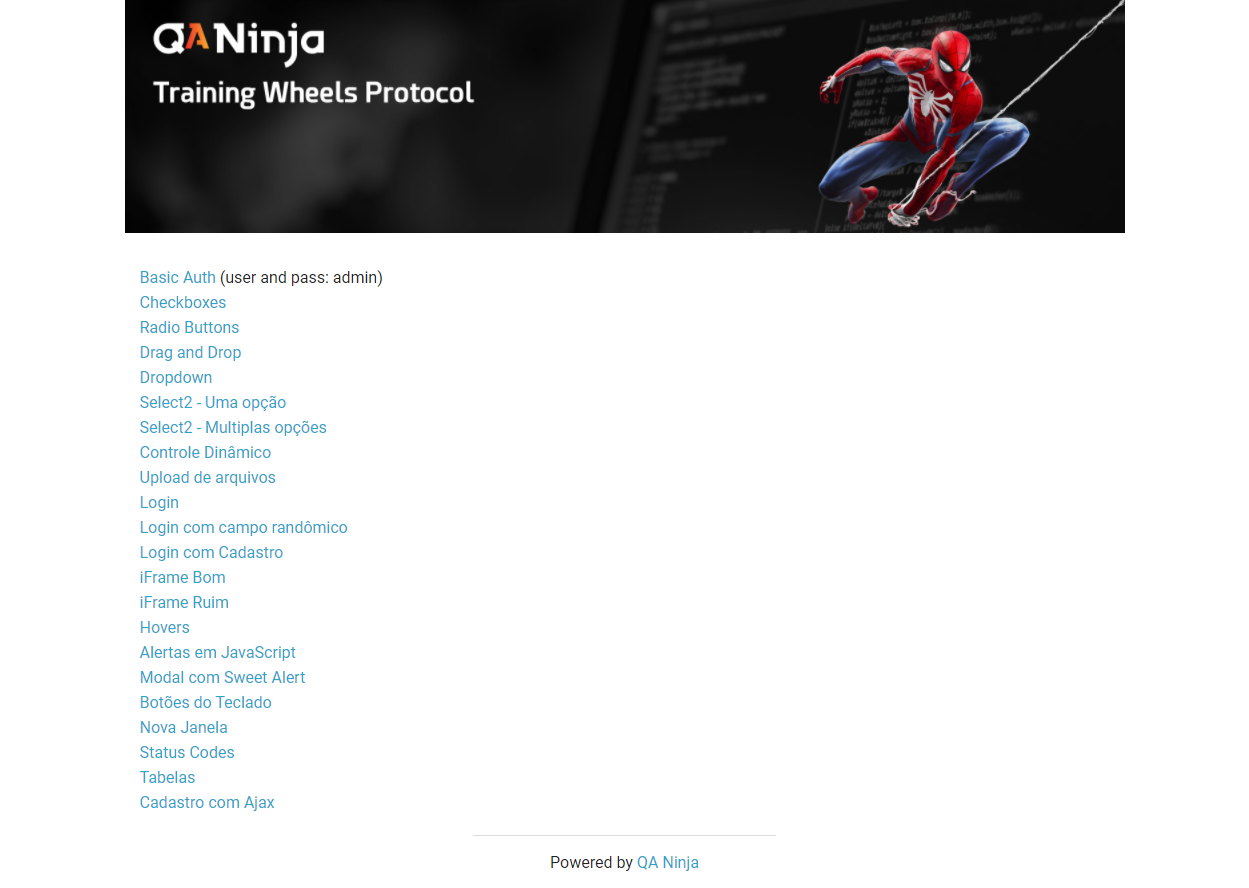 QANinja
Training Wheels Protocol
Basic Auth (user and pass: admin)
Checkboxes
Radio Buttons
Drag and Drop
Dropdown
Select2 - Uma opção
Select2 - Multiplas opções
Controle Dinâmico
Upload de arquivos
Login
Login com campo randômico
Login com Cadastro
iFrame Bom
iFrame Ruim
Hovers
Alertas em JavaScript
Modal com Sweet Alert
Botões do Teclado
Nova Janela
Status Codes
Tabelas
Cadastro com Ajax
Powered by QA Ninja